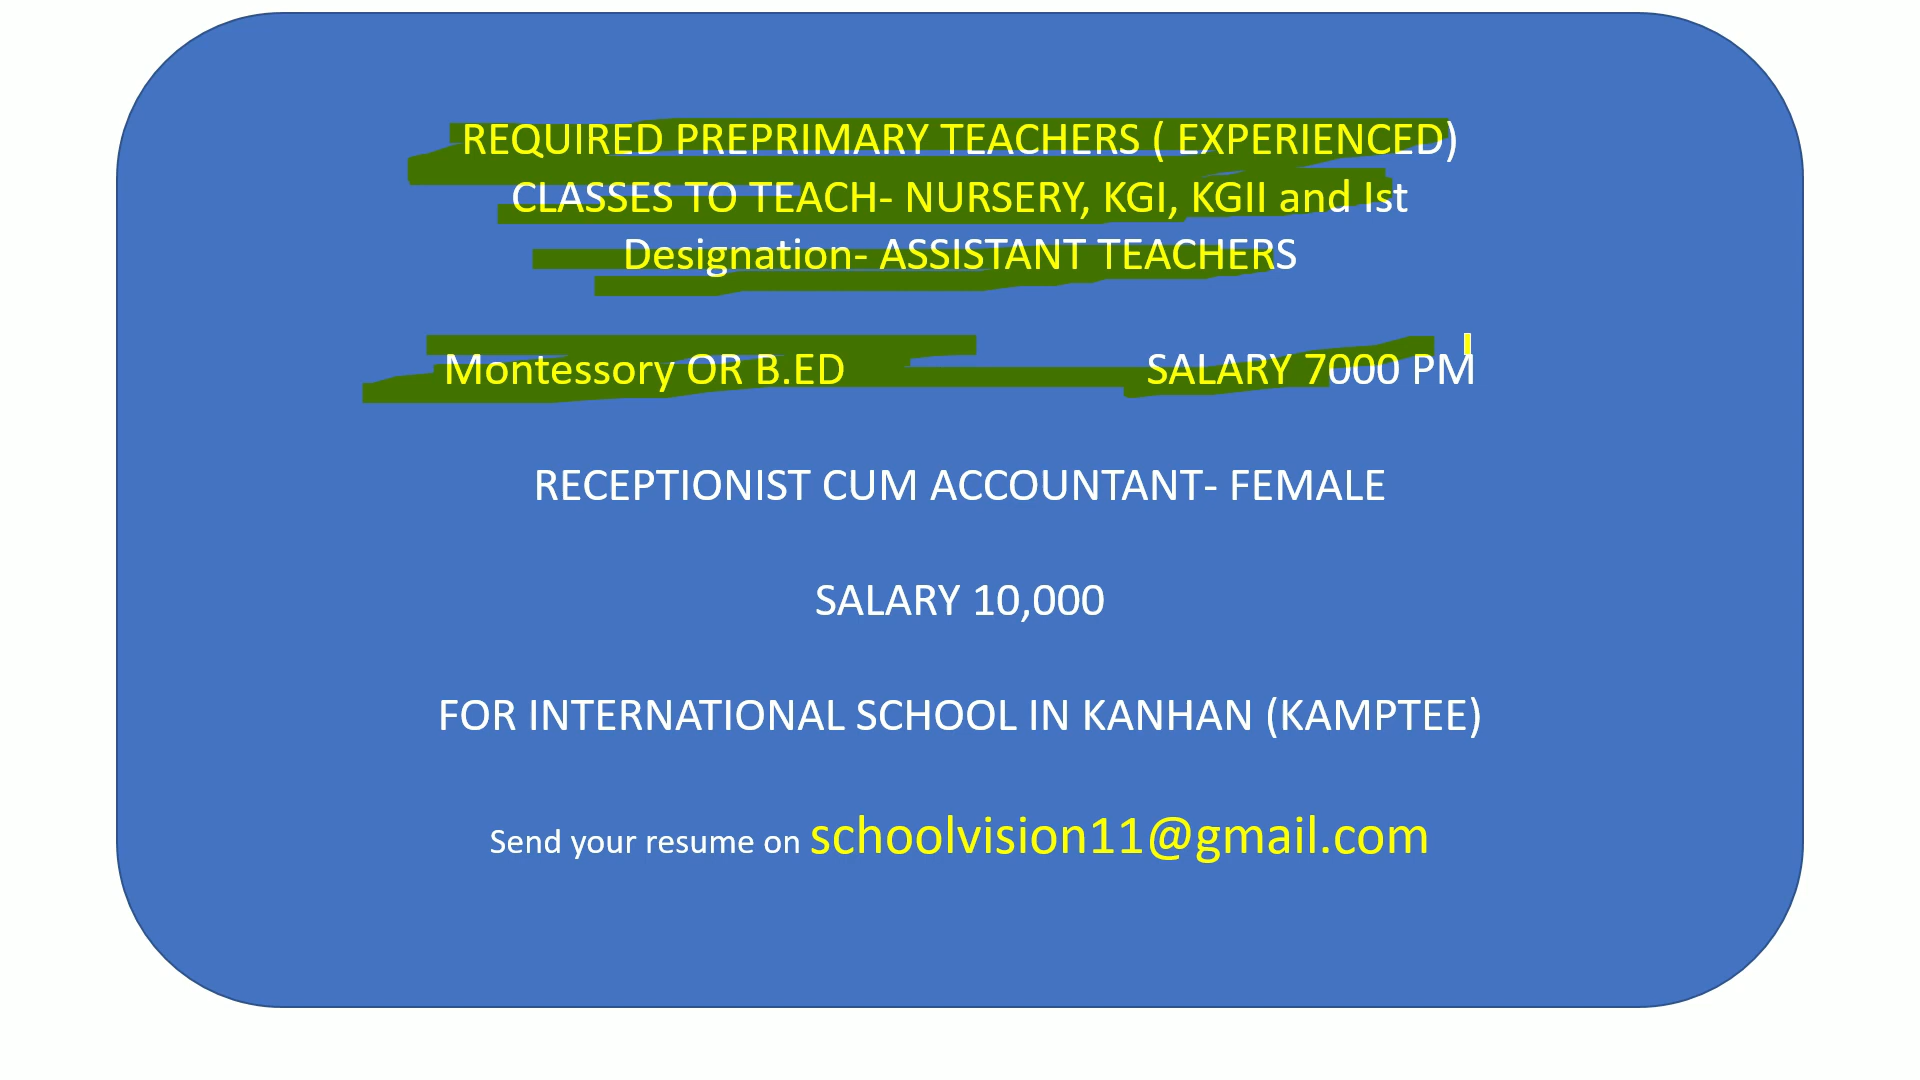 REQUIRED PREPRIMARY TEACHERS ( EXPERIENCED)
CLASSES TO TEACH- NURSERY, KGI, KGII and Ist
Designation- ASSISTANT TEACHERS
Montessory OR B.ED SALARY 7000 PM
RECEPTIONIST CUM ACCOUNTANT- FEMALE
SALARY 10,000
FOR INTERNATIONAL SCHOOL IN KANHAN (KAMPTEE)
Send your resume on schoolvision11@gmail.com